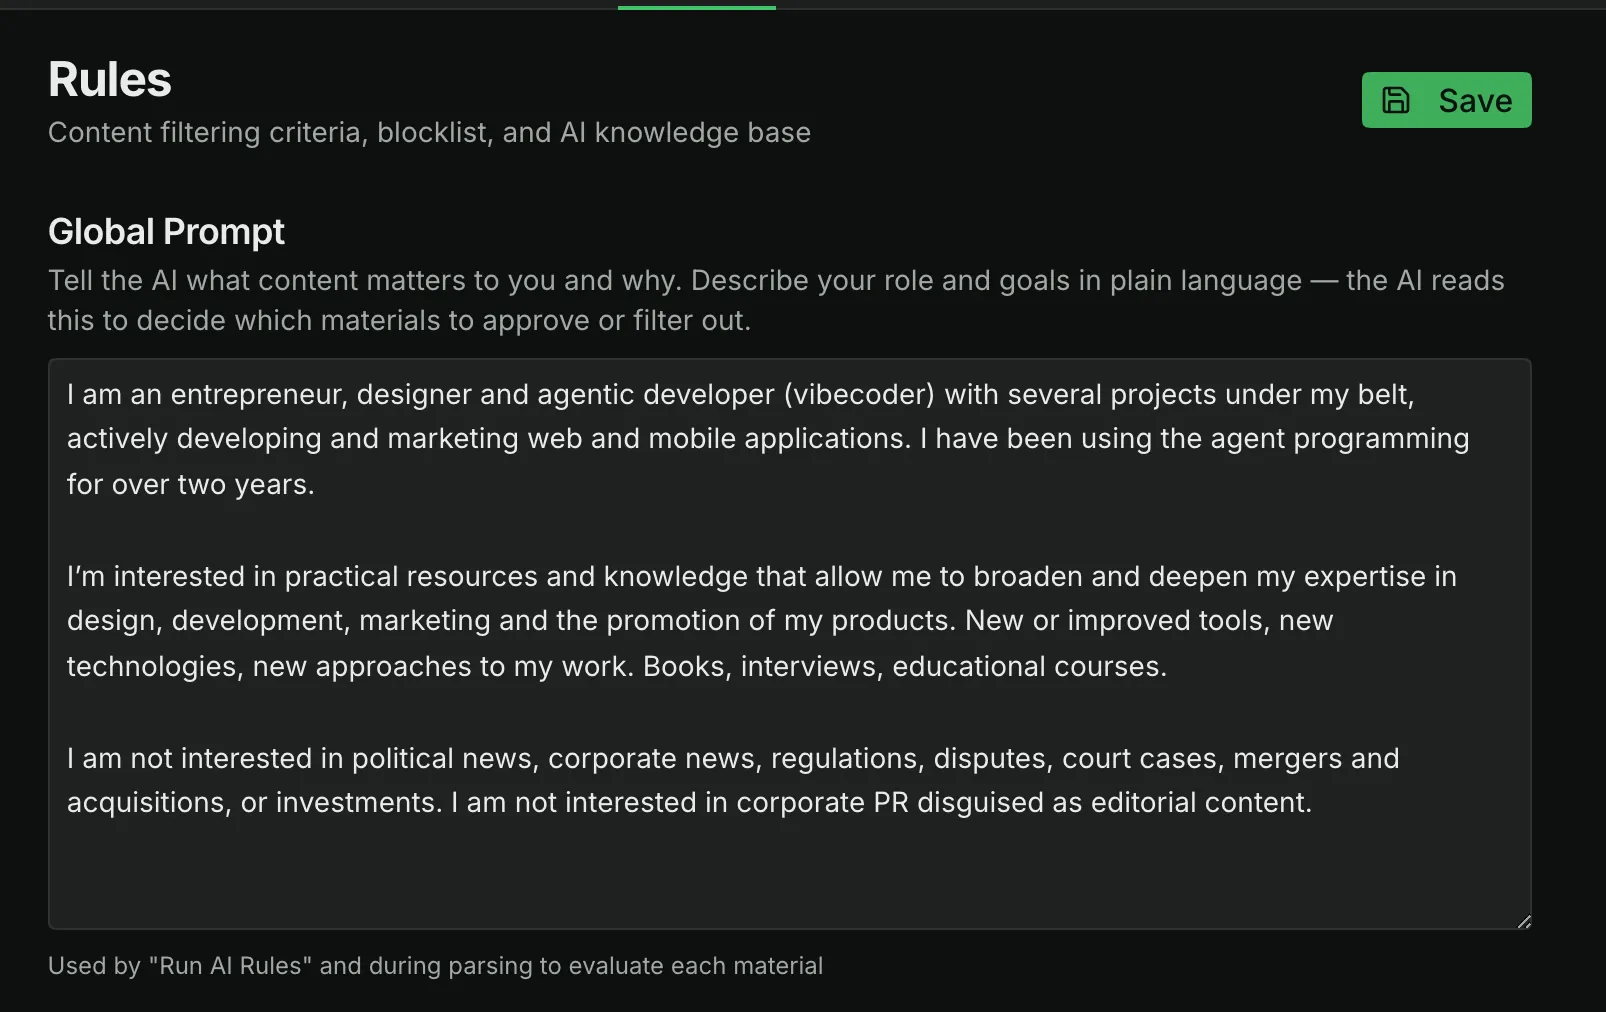 Rules
Save
Content filtering criteria, blocklist, and AI knowledge base
Global Prompt
Tell the AI what content matters to you and why. Describe your role and goals in plain language — the AI reads
this to decide which materials to approve or filter out.
I am an entrepreneur, designer and agentic developer (vibecoder) with several projects under my belt,
actively developing and marketing web and mobile applications. I have been using the agent programming
for over two years.
I’m interested in practical resources and knowledge that allow me to broaden and deepen my expertise in
design, development, marketing and the promotion of my products. New or improved tools, new
technologies, new approaches to my work. Books, interviews, educational courses.
I am not interested in political news, corporate news, regulations, disputes, court cases, mergers and
acquisitions, or investments. I am not interested in corporate PR disguised as editorial content.
Used by "Run AI Rules" and during parsing to evaluate each material